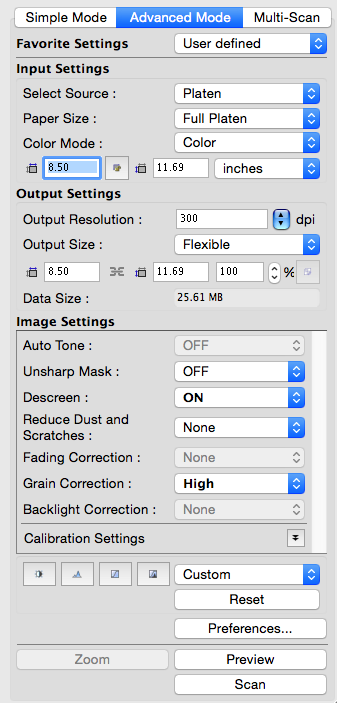 Simple Mode Advanced Mode Multi-Scan
Favorite Settings User defined
Input Settings
Select Source : Platen
Paper Size : Full Platen
Color Mode : Color
8.50 11.69 inches
Output Settings
Output Resolution : 300 dpi
Output Size : Flexible
8.50 11.69 100 %
Data Size : 25.61 MB
Image Settings
Auto Tone : OFF
Unsharp Mask : OFF
Descreen : ON
Reduce Dust and
Scratches : None
Fading Correction : None
Grain Correction : High
Backlight Correction : None
Calibration Settings
Custom
Reset
Preferences...
Zoom Preview
Scan